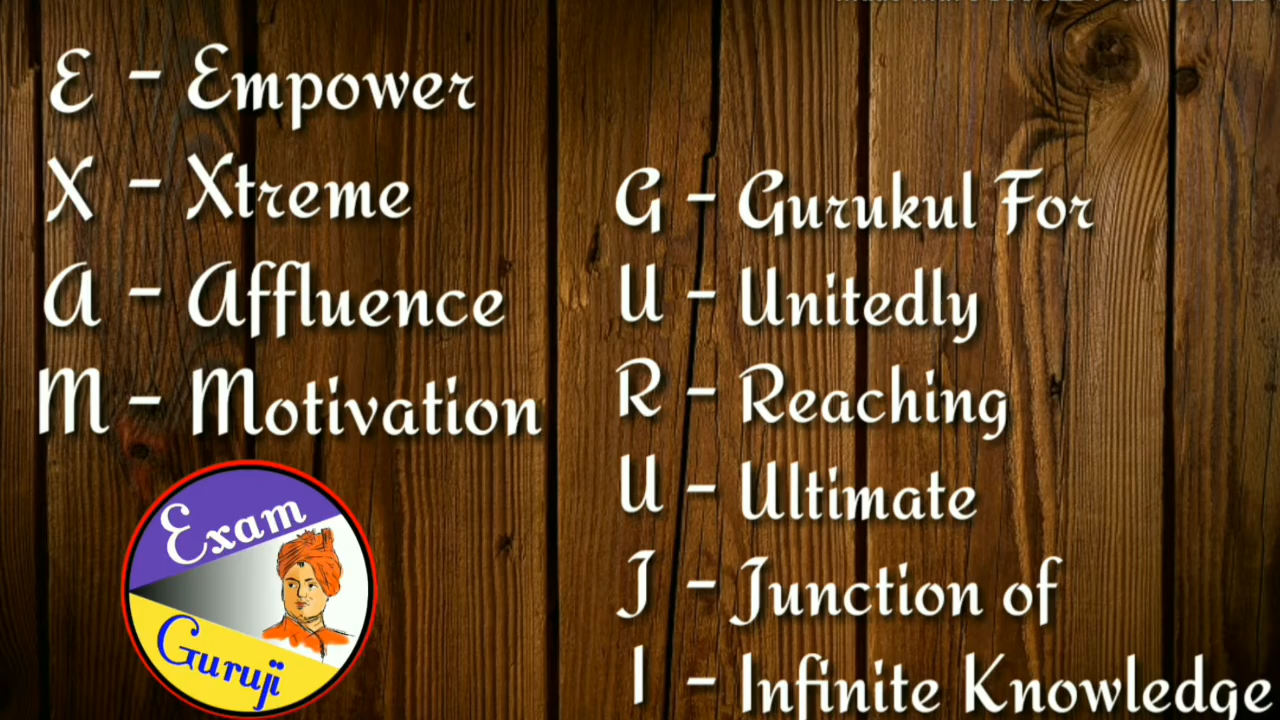 E - Empower
X - Xtreme
A - Affluence
M - Motivation
G - Gurukul For
U - Unitedly
R - Reaching
U - Ultimate
J - Junction of
I - Infinite Knowledge
Exam
Guruji